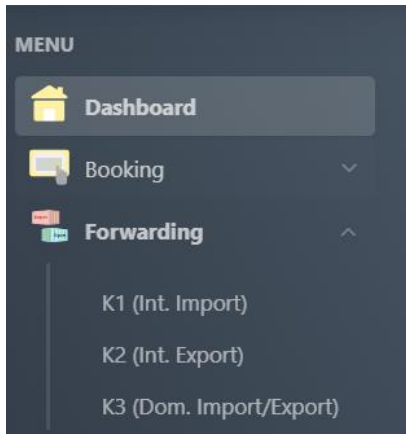 MENU
Dashboard
Booking
Forwarding
K1 (Int. Import)
K2 (Int. Export)
K3 (Dom. Import/Export)